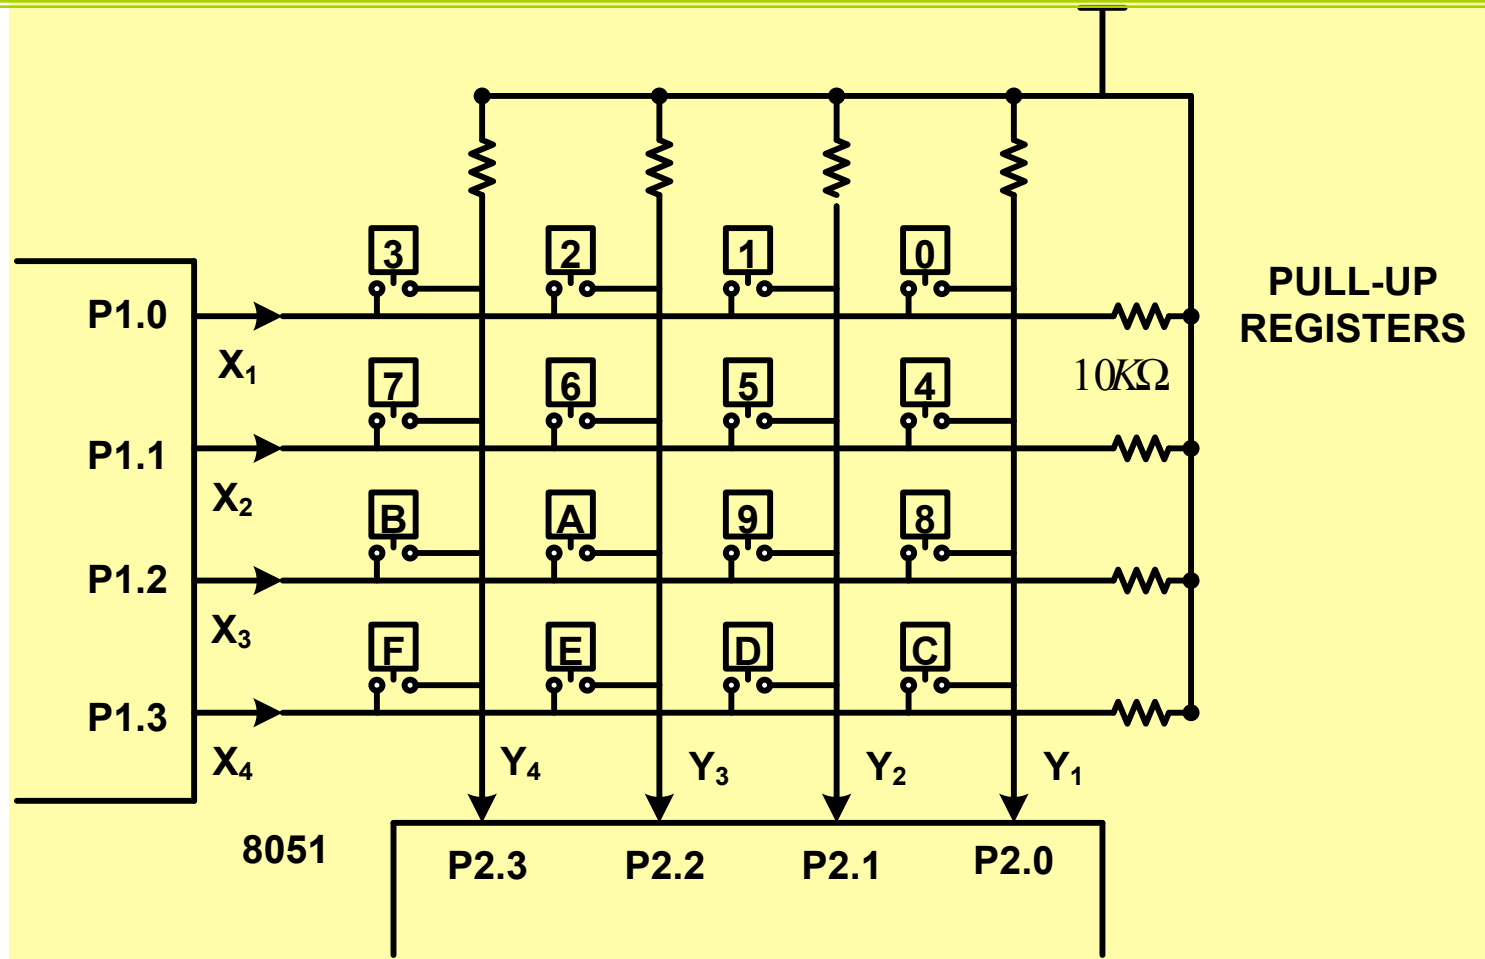 3 2 1 0
P1.0
PULL-UP
REGISTERS
X1
7 6 5 4
10KΩ
P1.1
X2
B A 9 8
P1.2
X3
F E D C
P1.3
X4
Y4 Y3 Y2 Y1
8051
P2.3 P2.2 P2.1 P2.0